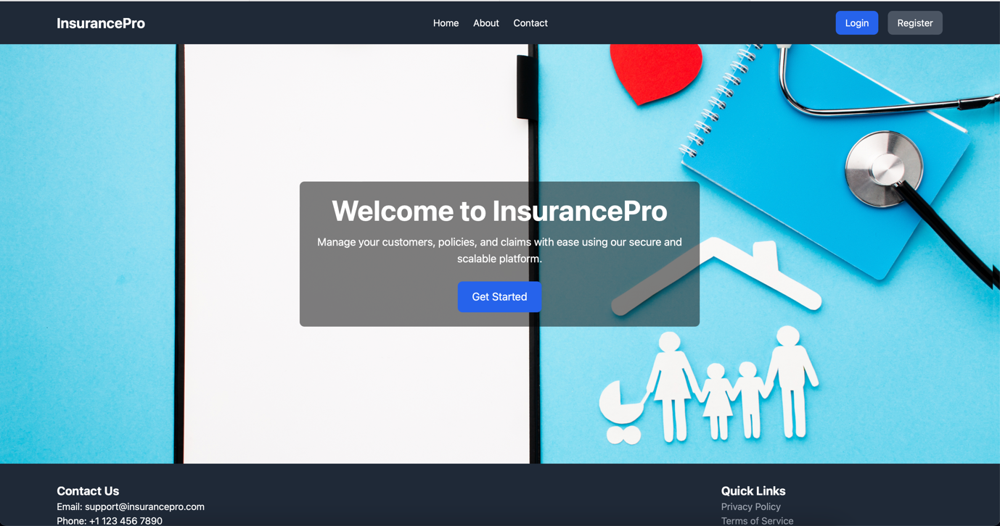 InsurancePro
Home About Contact
Login Register
Welcome to InsurancePro
Manage your customers, policies, and claims with ease using our secure and
scalable platform.
Get Started
Contact Us
Email: support@insurancepro.com
Phone: +1 123 456 7890
Quick Links
Privacy Policy
Terms of Service